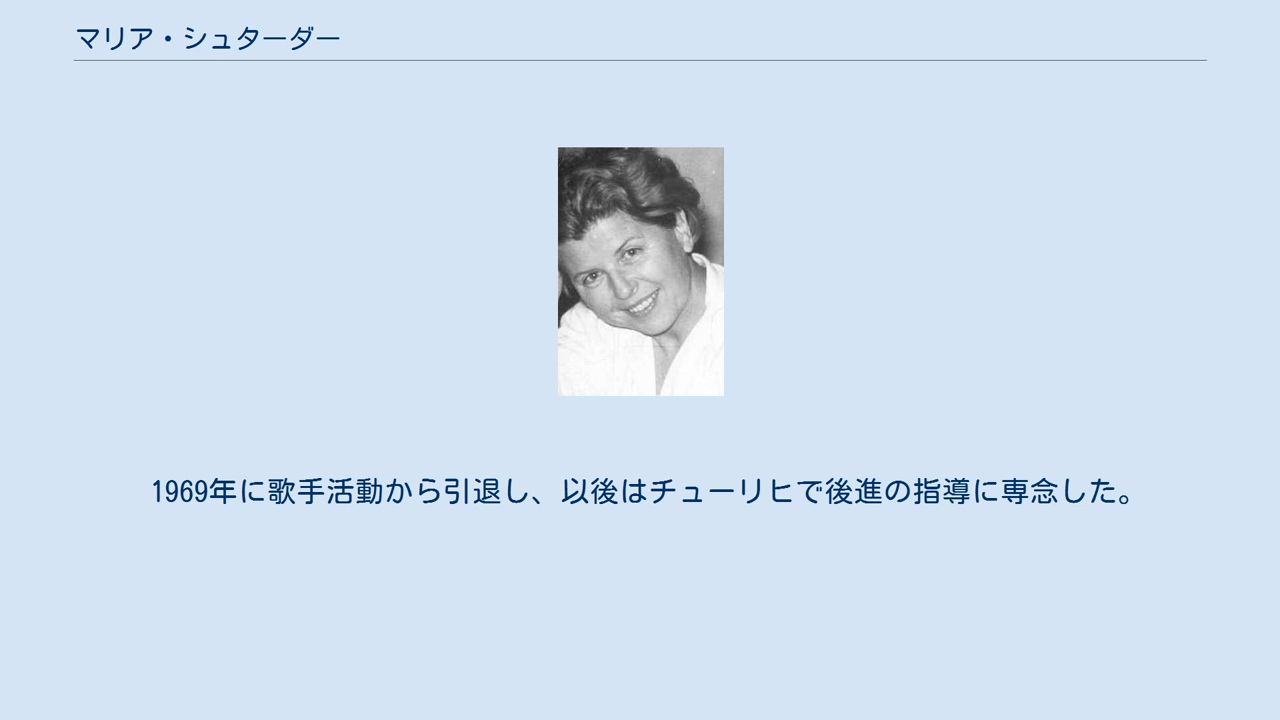 マリア・シュターダー
1969年に歌手活動から引退し、以後はチューリヒで後進の指導に専念した。